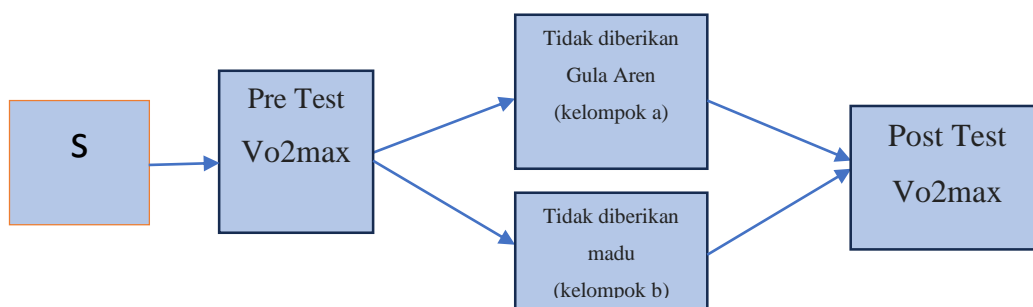 S
Pre Test
Vo2max
Tidak diberikan
Gula Aren
(kelompok a)
Tidak diberikan
madu
(kelompok b)
Post Test
Vo2max